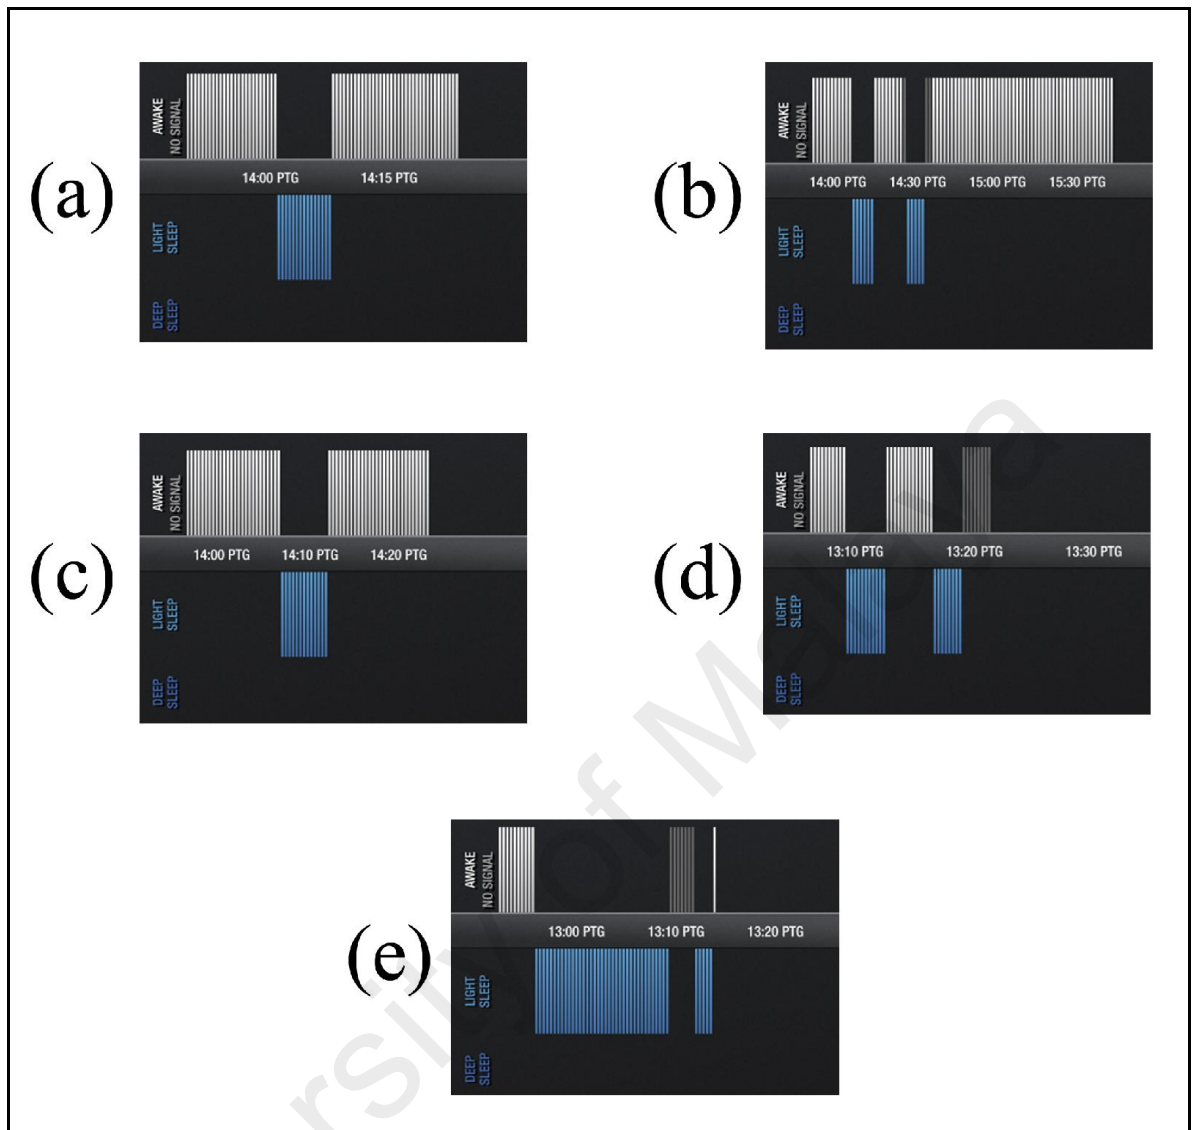 (a)
AWAKE
NO SIGNAL
14:00 PTG 14:15 PTG
LIGHT
SLEEP
DEEP
SLEEP
(b)
AWAKE
NO SIGNAL
14:00 PTG 14:30 PTG 15:00 PTG 15:30 PTG
LIGHT
SLEEP
DEEP
SLEEP
(c)
AWAKE
NO SIGNAL
14:00 PTG 14:10 PTG 14:20 PTG
LIGHT
SLEEP
DEEP
SLEEP
(d)
AWAKE
NO SIGNAL
13:10 PTG 13:20 PTG 13:30 PTG
LIGHT
SLEEP
DEEP
SLEEP
(e)
AWAKE
NO SIGNAL
13:00 PTG 13:10 PTG 13:20 PTG
LIGHT
SLEEP
DEEP
SLEEP
rsity of Malaya